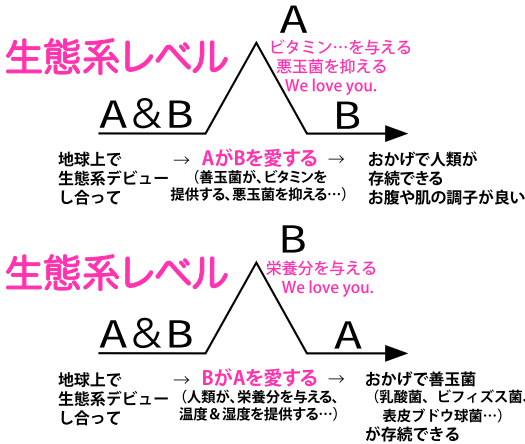 A
生態系レベル
ビタミン…を与える
悪玉菌を抑える
We love you.
A&B
B
地球上で
生態系デビュー
し合って
→
AがBを愛する
→
(善玉菌が、ビタミンを
提供する、悪玉菌を抑える…)
おかげで人類が
存続できる
お腹や肌の調子が良い
B
生態系レベル
栄養分を与える
We love you.
A&B
A
地球上で
生態系デビュー
し合って
→
BがAを愛する
→
(人類が、栄養分を与える、
温度&湿度を提供する…)
おかげで善玉菌
(乳酸菌、ビフィズス菌、
表皮ブドウ球菌…)
が存続できる